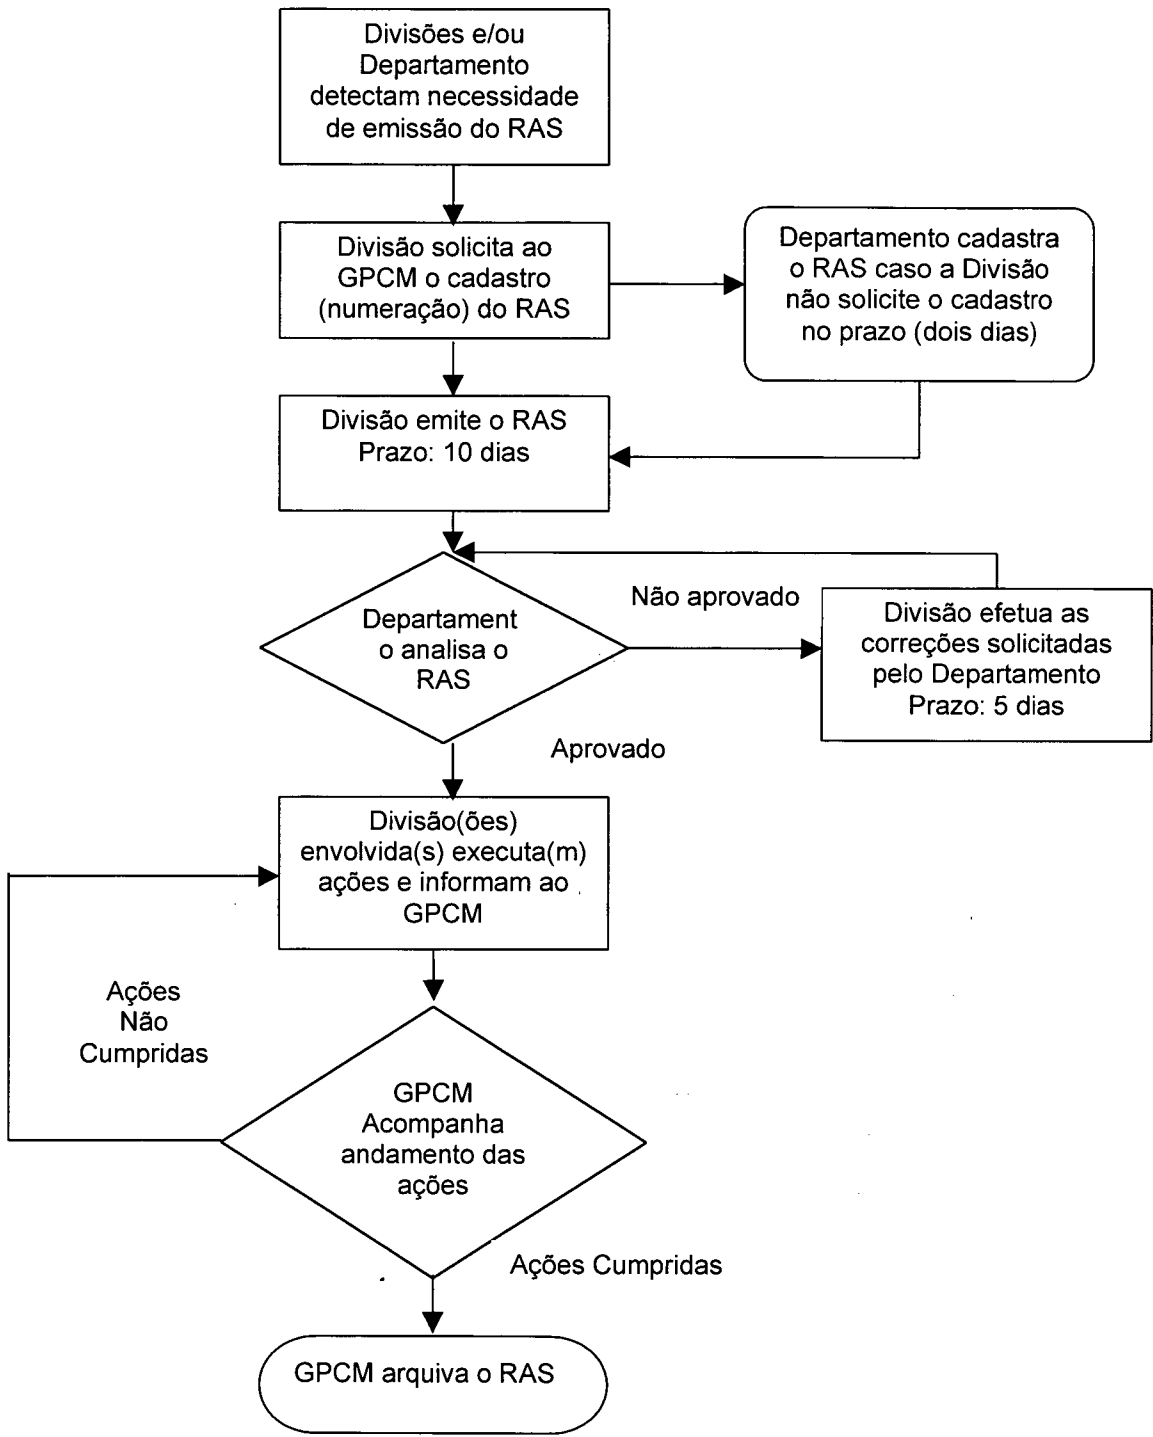 Divisões e/ou
Departamento
detectam necessidade
de emissão do RAS
Divisão solicita ao
GPCM o cadastro
(numeração) do RAS
Departamento cadastra
o RAS caso a Divisão
não solicite o cadastro
no prazo (dois dias)
Divisão emite o RAS
Prazo: 10 dias
Departament
o analisa o
RAS
Não aprovado
Divisão efetua as
correções solicitadas
pelo Departamento
Prazo: 5 dias
Aprovado
Divisão(ões)
envolvida(s) executa(m)
ações e informam ao
GPCM
Ações
Não
Cumpridas
GPCM
Acompanha
andamento das
ações
Ações Cumpridas
GPCM arquiva o RAS